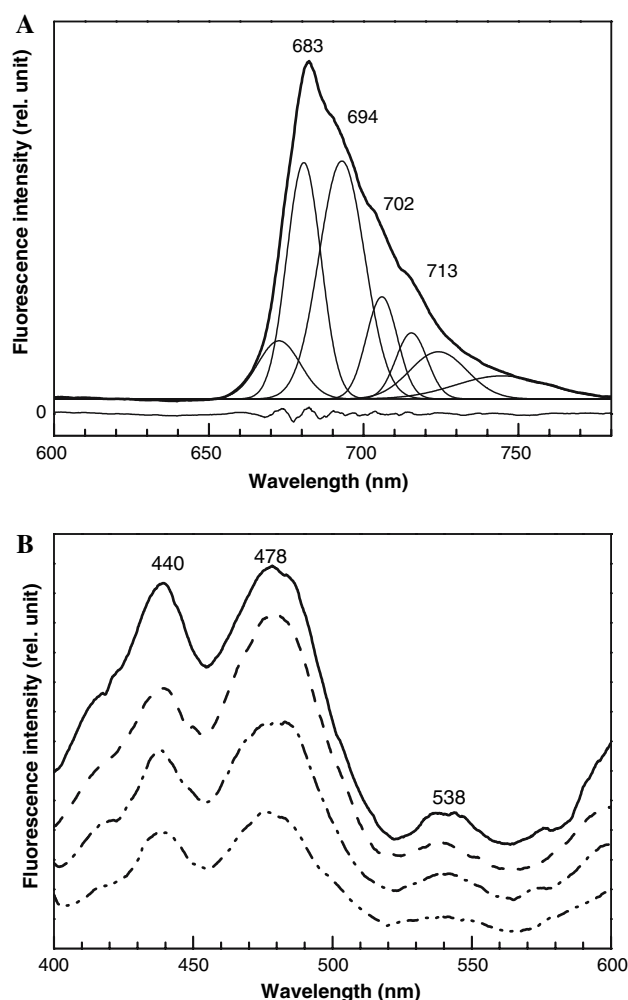 A
Fluorescence intensity (rel. unit)
683
694
702
713
0
600 650 700 750
Wavelength (nm)
B
Fluorescence intensity (rel. unit)
440 478
538
400 450 500 550 600
Wavelength (nm)